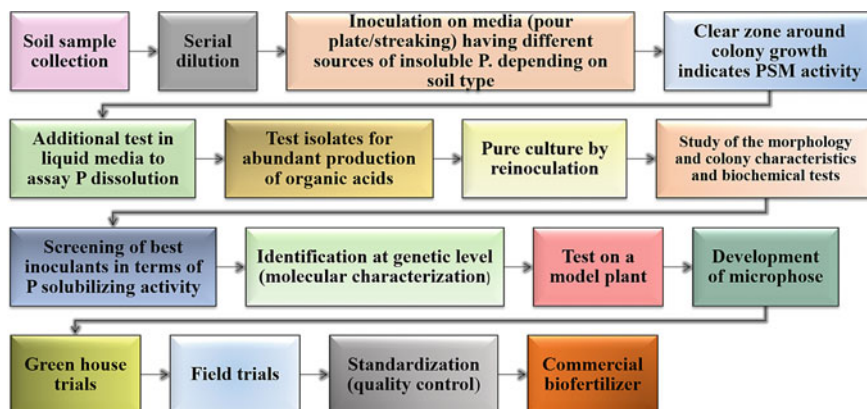 Soil sample
collection
Serial
dilution
Inoculation on media (pour
plate/streaking) having different
sources of insoluble P. depending on
soil type
Clear zone around
colony growth
indicates PSM activity
Additional test in
liquid media to
assay P dissolution
Test isolates for
abundant production
of organic acids
Pure culture by
reinoculation
Study of the morphology
and colony characteristics
and biochemical tests
Screening of best
inoculants in terms of
P solubilizing activity
Identification at genetic level
(molecular characterization)
Test on a
model plant
Development
of microphose
Green house
trials
Field trials
Standardization
(quality control)
Commercial
biofertilizer